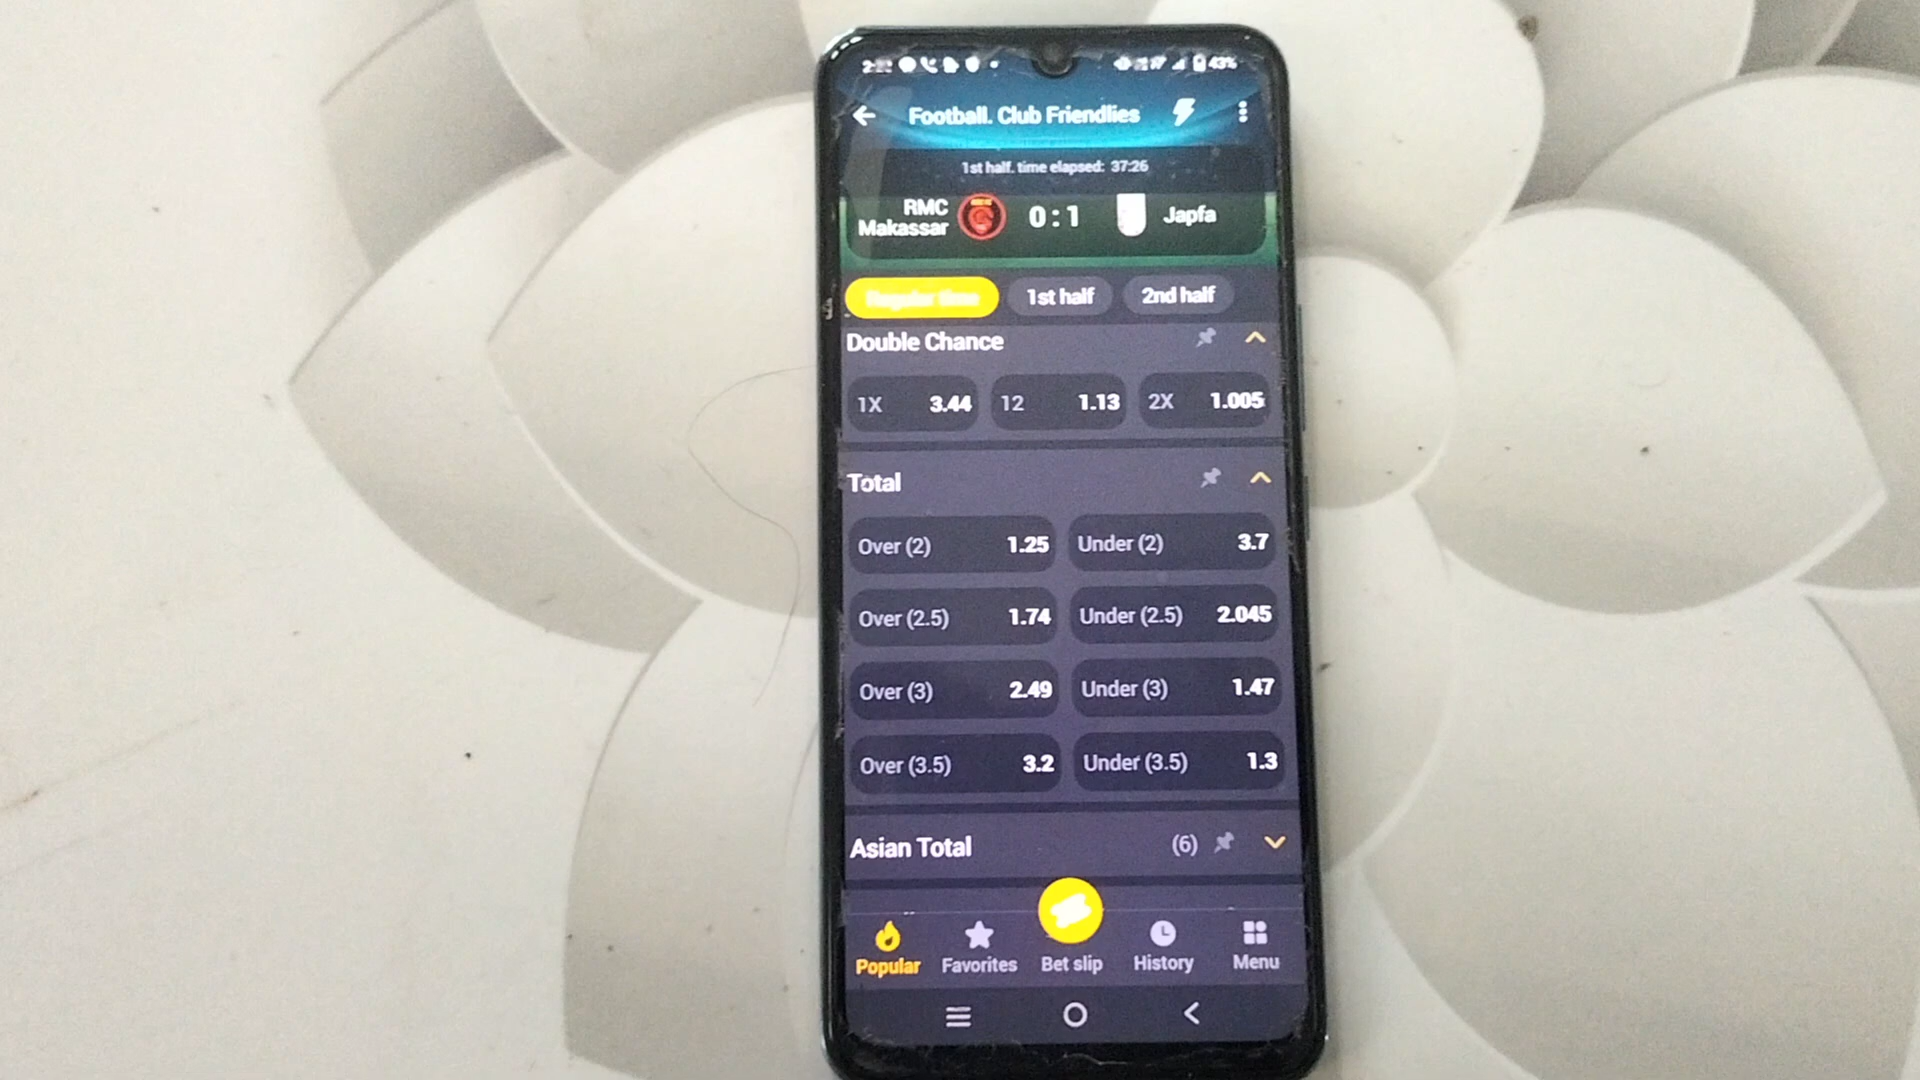 43%
Football. Club Friendlies
1st half. time elapsed: 37:26
RMC
Makassar
0 : 1
Japfa
Regular time
1st half
2nd half
Double Chance
1X 3.44
12 1.13
2X 1.005
Total
Over (2) 1.25
Under (2) 3.7
Over (2.5) 1.74
Under (2.5) 2.045
Over (3) 2.49
Under (3) 1.47
Over (3.5) 3.2
Under (3.5) 1.3
Asian Total (6)
Popular
Favorites
Bet slip
History
Menu